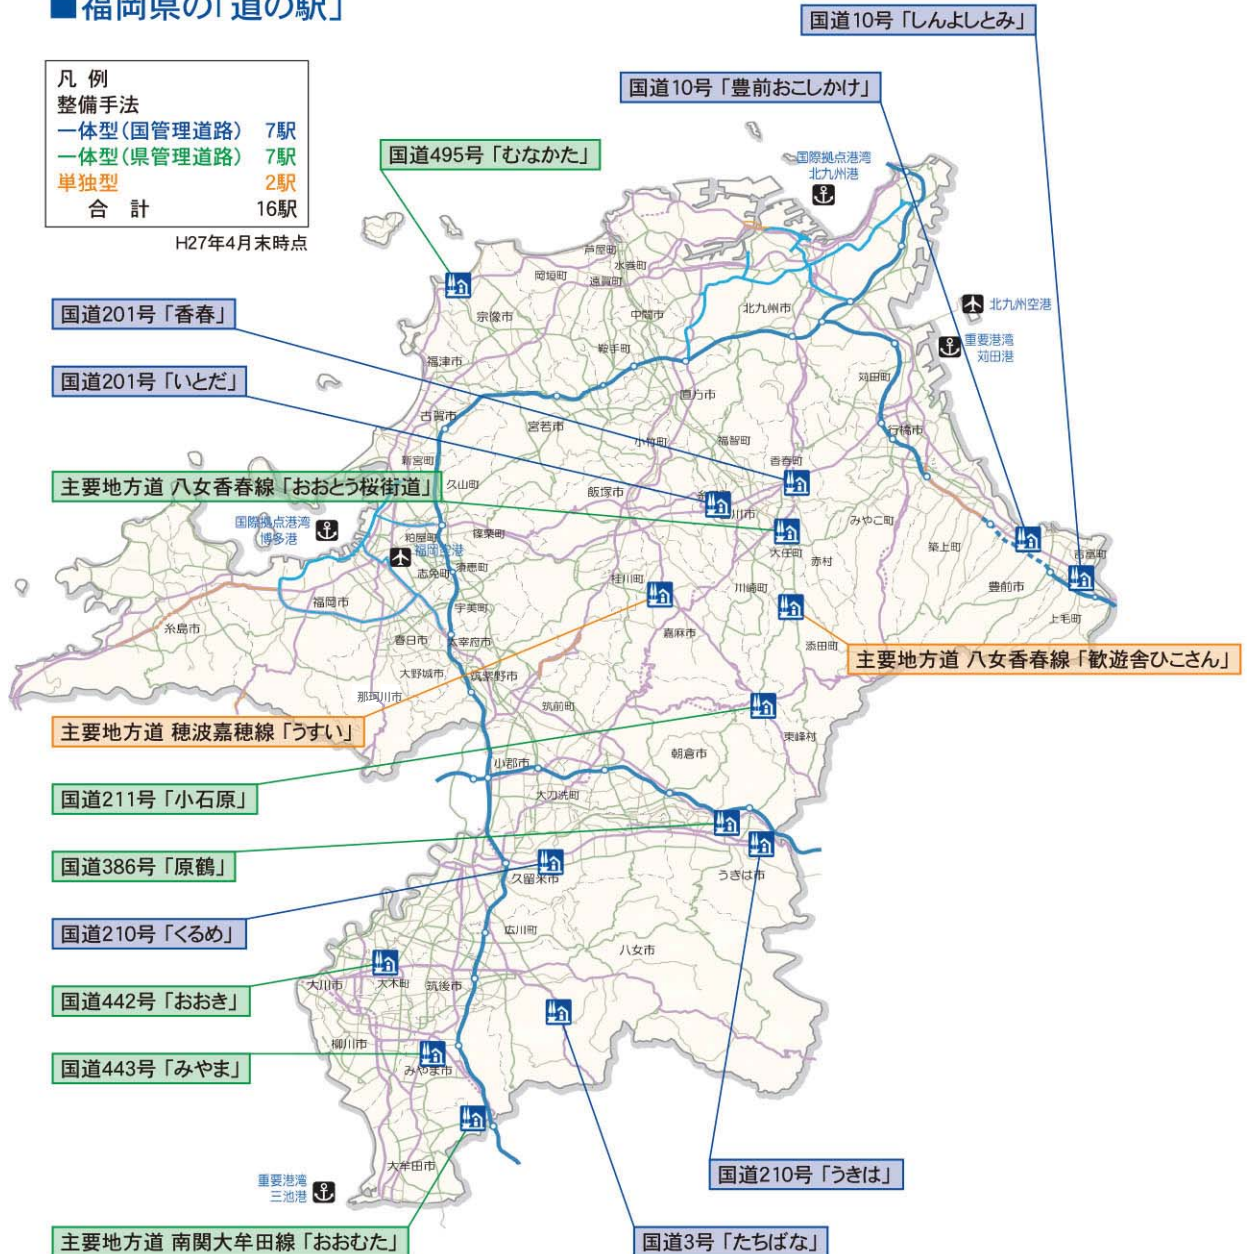 ■福岡県の「道の駅」
国道10号 「しんよしとみ」
凡 例
整備手法
一体型(国管理道路) 7駅
一体型(県管理道路) 7駅
単独型 2駅
合 計 16駅
H27年4月末時点
国道10号 「豊前おこしかけ」
国道495号 「むなかた」
国際拠点港湾
北九州港
芦屋町
水巻町
岡垣町
遠賀町
宗像市
中間市
北九州市
北九州空港
重要港湾
苅田港
国道201号 「香春」
鞍手町
福津市
苅田町
国道201号 「いとだ」
直方市
古賀市
宮若市
行橋市
小竹町
福智町
新宮町
香春町
主要地方道 八女香春線 「おおとう桜街道」
久山町
飯塚市
国際拠点港湾
博多港
粕屋町
篠栗町
みやこ町
福岡空港
大任町
築上町
吉富町
志免町
須恵町
赤村
桂川町
川崎町
豊前市
福岡市
宇美町
上毛町
糸島市
春日市
太宰府市
嘉麻市
添田町
主要地方道 八女香春線 「歓遊舎ひこさん」
大野城市
筑紫野市
那珂川市
筑前町
主要地方道 穂波嘉穂線 「うすい」
東峰村
朝倉市
小郡市
国道211号 「小石原」
大刀洗町
国道386号 「原鶴」
久留米市
うきは市
国道210号 「くるめ」
広川町
八女市
大川市
大木町
筑後市
国道442号 「おおき」
柳川市
国道443号 「みやま」
みやま市
大牟田市
国道210号 「うきは」
重要港湾
三池港
主要地方道 南関大牟田線 「おおむた」
国道3号 「たちばな」